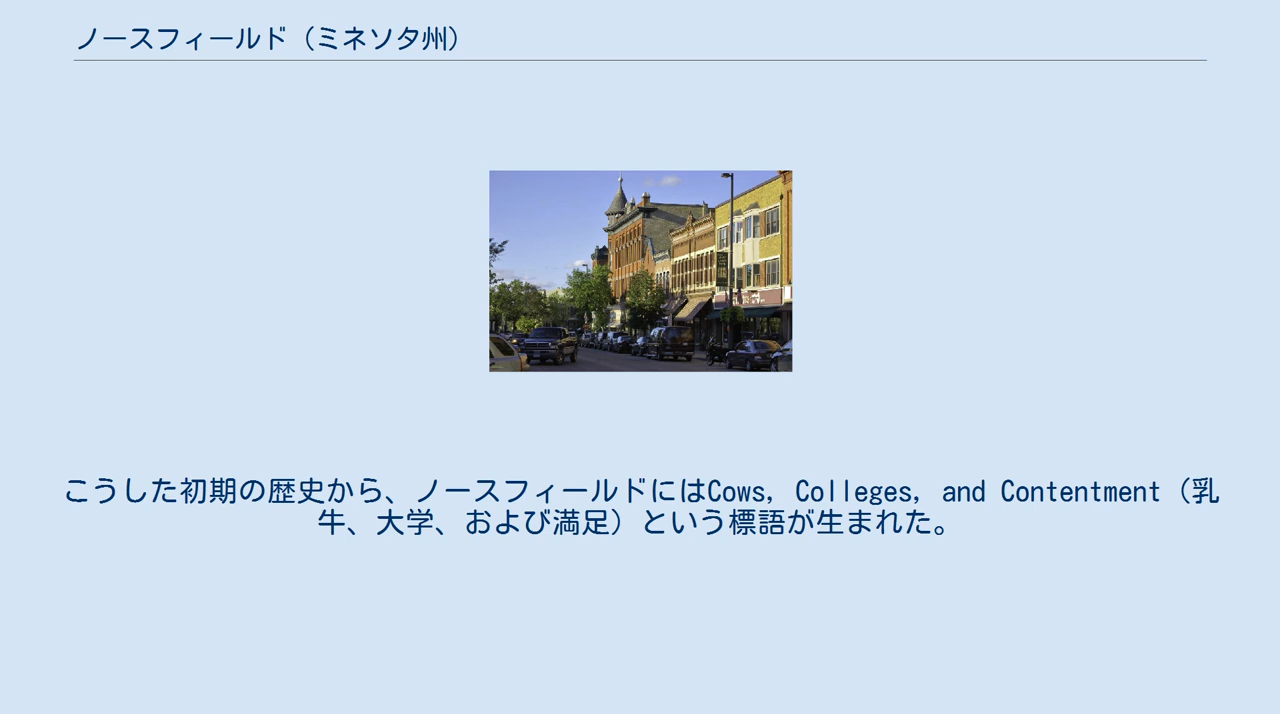 ノースフィールド（ミネソタ州）
こうした初期の歴史から、ノースフィールドにはCows, Colleges, and Contentment（乳
牛、大学、および満足）という標語が生まれた。